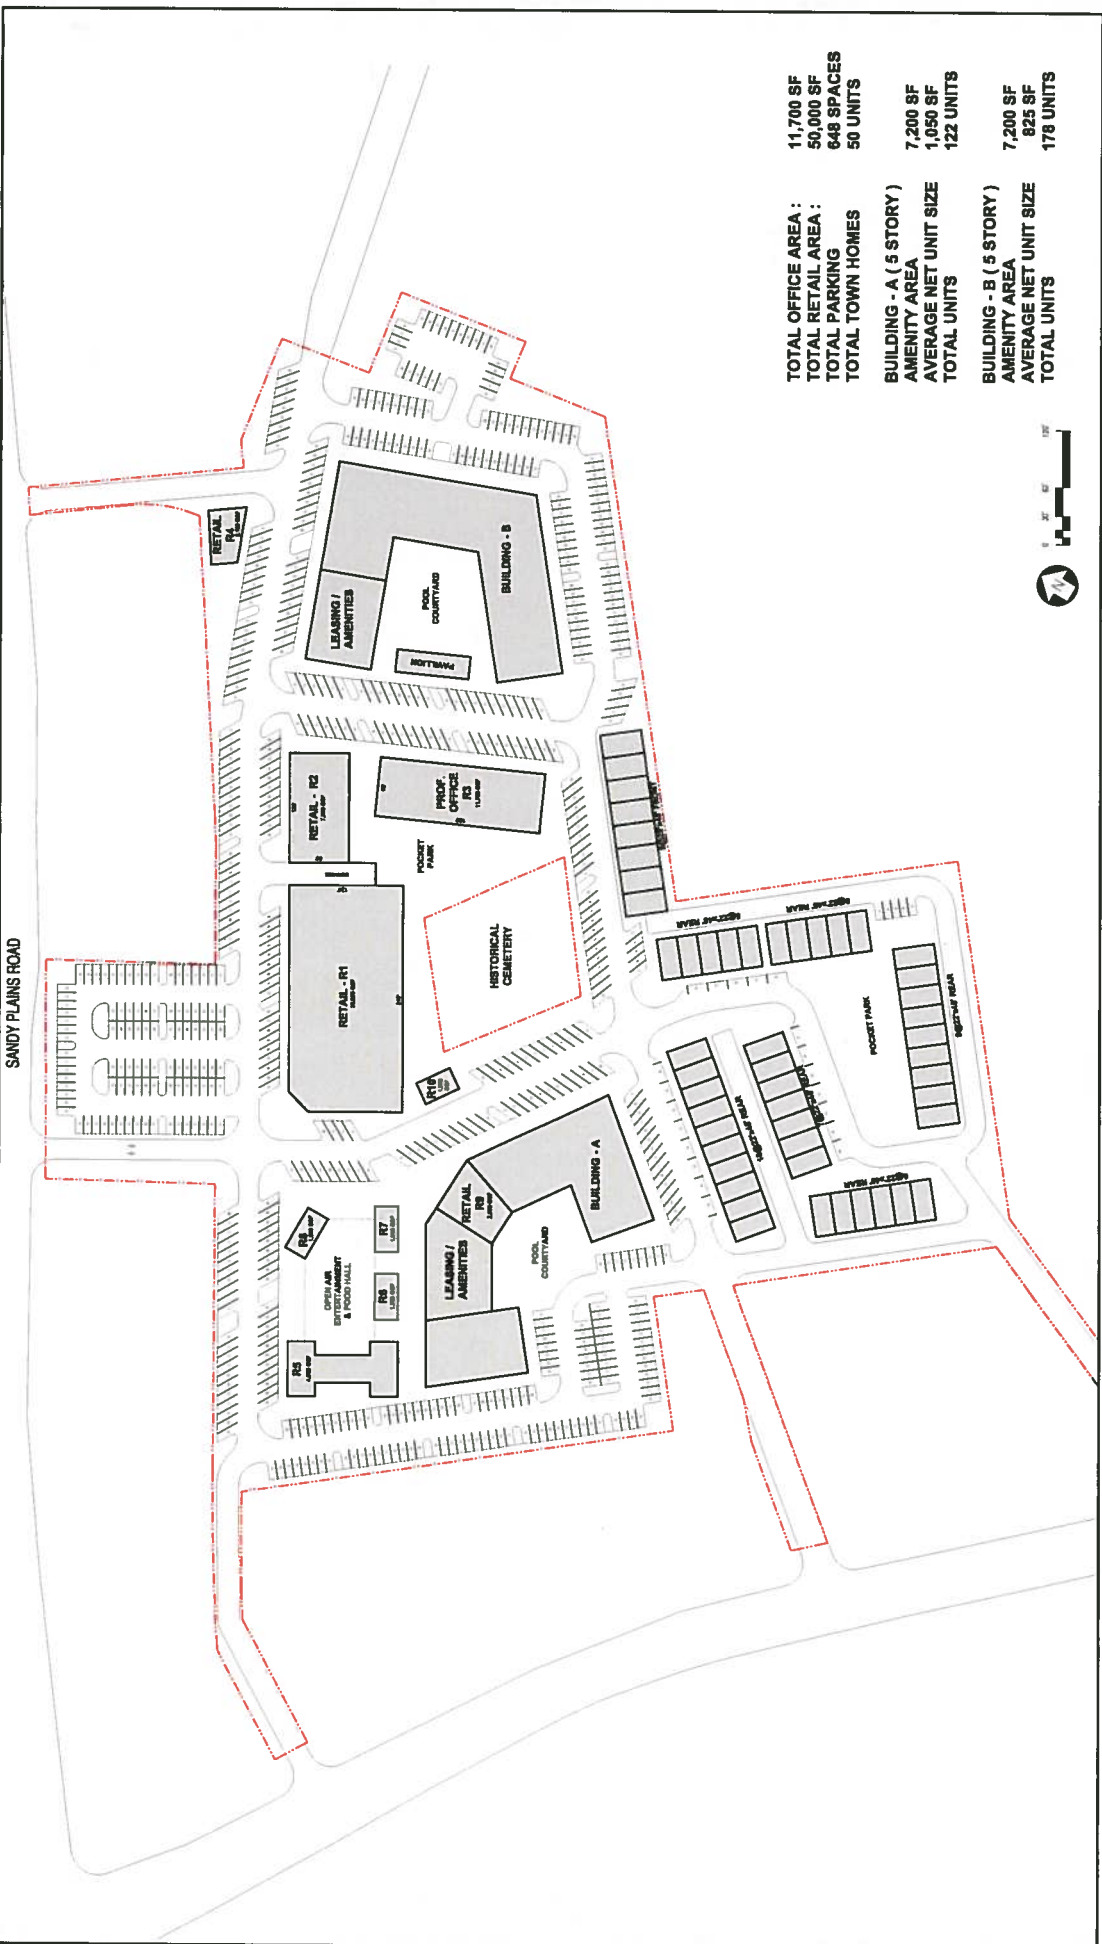 SANDY PLAINS ROAD
RETAIL
R4
LEASING /
AMENITIES
POOL
COURTYARD
PAVILLION
BUILDING - B
RETAIL - R2
PROF.
OFFICE
R3
POCKET
PARK
RETAIL - R1
HISTORICAL
CEMETERY
R10
R8
R7
R6
R5
OPEN AIR
ENTERTAINMENT
& FOOD HALL
RETAIL
R9
LEASING /
AMENITIES
BUILDING - A
POOL
COURTYARD
POCKET PARK
TOTAL OFFICE AREA : 11,700 SF
TOTAL RETAIL AREA : 50,000 SF
TOTAL PARKING 648 SPACES
TOTAL TOWN HOMES 50 UNITS
BUILDING - A ( 5 STORY )
AMENITY AREA 7,200 SF
AVERAGE NET UNIT SIZE 1,050 SF
TOTAL UNITS 122 UNITS
BUILDING - B ( 5 STORY )
AMENITY AREA 7,200 SF
AVERAGE NET UNIT SIZE 825 SF
TOTAL UNITS 178 UNITS
N